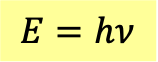 E = hν